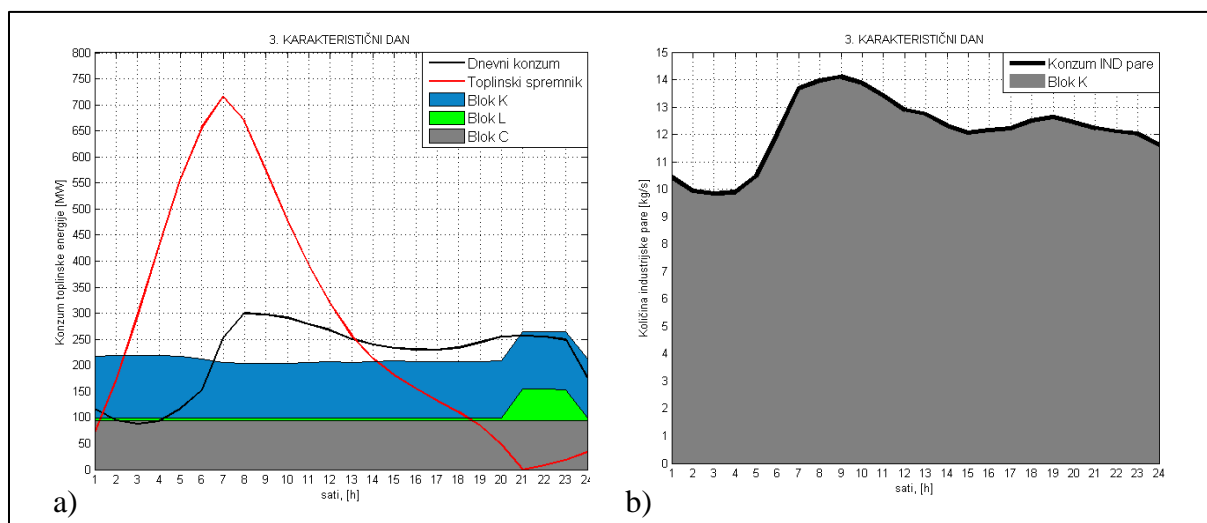 3. KARAKTERISTIČNI DAN
Konzum toplinske energije [MW]
800
750
700
650
600
550
500
450
400
350
300
250
200
150
100
50
0
Dnevni konzum
Toplinski spremnik
Blok K
Blok L
Blok C
1 2 3 4 5 6 7 8 9 10 11 12 13 14 15 16 17 18 19 20 21 22 23 24
sati, [h]
a)
3. KARAKTERISTIČNI DAN
Količina industrijske pare [kg/s]
15
14
13
12
11
10
9
8
7
6
5
4
3
2
1
0
Konzum IND pare
Blok K
1 2 3 4 5 6 7 8 9 10 11 12 13 14 15 16 17 18 19 20 21 22 23 24
sati, [h]
b)